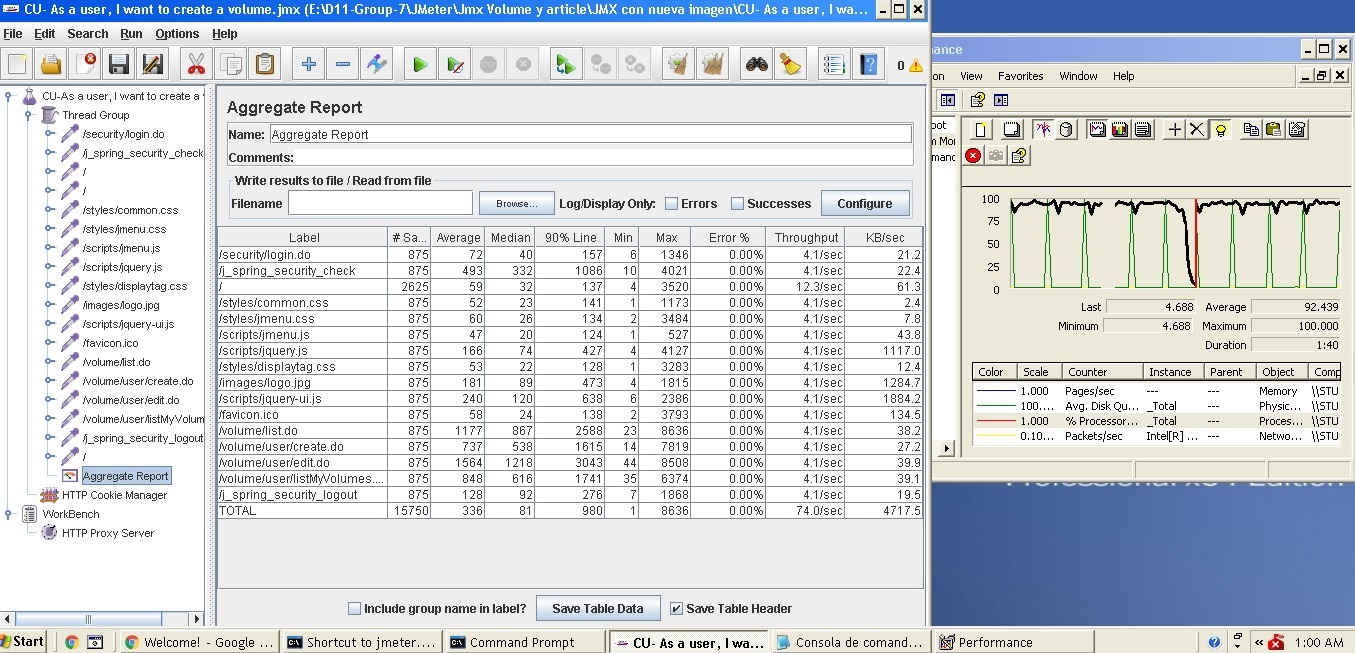 CU- As a user, I want to create a volume.jmx (E:\D11-Group-7\JMeter\Jmx Volume y article\JMX con nueva imagen\CU- As a user, I wa...
File Edit Search Run Options Help
0
CU-As a user, I want to create a
Thread Group
/security/login.do
/j_spring_security_check
/
/
/styles/common.css
/styles/jmenu.css
/scripts/jmenu.js
/scripts/jquery.js
/styles/displaytag.css
/images/logo.jpg
/scripts/jquery-ui.js
/favicon.ico
/volume/list.do
/volume/user/create.do
/volume/user/edit.do
/volume/user/listMyVolum
/j_spring_security_logout
/
Aggregate Report
HTTP Cookie Manager
WorkBench
HTTP Proxy Server
Aggregate Report
Name: Aggregate Report
Comments:
Write results to file / Read from file
Filename Browse... Log/Display Only: Errors Successes Configure
Label # Sa... Average Median 90% Line Min Max Error % Throughput KB/sec
/security/login.do 875 72 40 157 6 1346 0.00% 4.1/sec 21.2
/j_spring_security_check 875 493 332 1086 10 4021 0.00% 4.1/sec 22.4
/ 2625 59 32 137 4 3520 0.00% 12.3/sec 61.3
/styles/common.css 875 52 23 141 1 1173 0.00% 4.1/sec 2.4
/styles/jmenu.css 875 60 26 134 2 3484 0.00% 4.1/sec 7.8
/scripts/jmenu.js 875 47 20 124 1 527 0.00% 4.1/sec 43.8
/scripts/jquery.js 875 166 74 427 4 4127 0.00% 4.1/sec 1117.0
/styles/displaytag.css 875 53 22 128 1 3283 0.00% 4.1/sec 12.4
/images/logo.jpg 875 181 89 473 4 1815 0.00% 4.1/sec 1284.7
/scripts/jquery-ui.js 875 240 120 638 6 2386 0.00% 4.1/sec 1884.2
/favicon.ico 875 58 24 138 2 3793 0.00% 4.1/sec 134.5
/volume/list.do 875 1177 867 2588 23 8636 0.00% 4.1/sec 38.2
/volume/user/create.do 875 737 538 1615 14 7819 0.00% 4.1/sec 27.2
/volume/user/edit.do 875 1564 1218 3043 44 8508 0.00% 4.1/sec 39.9
/volume/user/listMyVolumes.... 875 848 616 1741 35 6374 0.00% 4.1/sec 39.1
/j_spring_security_logout 875 128 92 276 7 1868 0.00% 4.1/sec 19.5
TOTAL 15750 336 81 980 1 8636 0.00% 74.0/sec 4717.5
Include group name in label? Save Table Data Save Table Header
ance
on View Favorites Window Help
oot
n Mor
manc
100
75
50
25
0
Last 4.688 Average 92.439
Minimum 4.688 Maximum 100.000
Duration 1:40
Color Scale Counter Instance Parent Object Comp
1.000 Pages/sec --- --- Memory \\STU
100.... Avg. Disk Qu... _Total --- Physic... \\STU
1.000 % Processor... _Total --- Proces... \\STU
0.10... Packets/sec Intel[R] ... --- Netwo... \\STU
Professional x64 Edition
Start Welcome! - Google ... Shortcut to jmeter.... Command Prompt CU- As a user, I wa... Consola de comand... Performance 1:00 AM